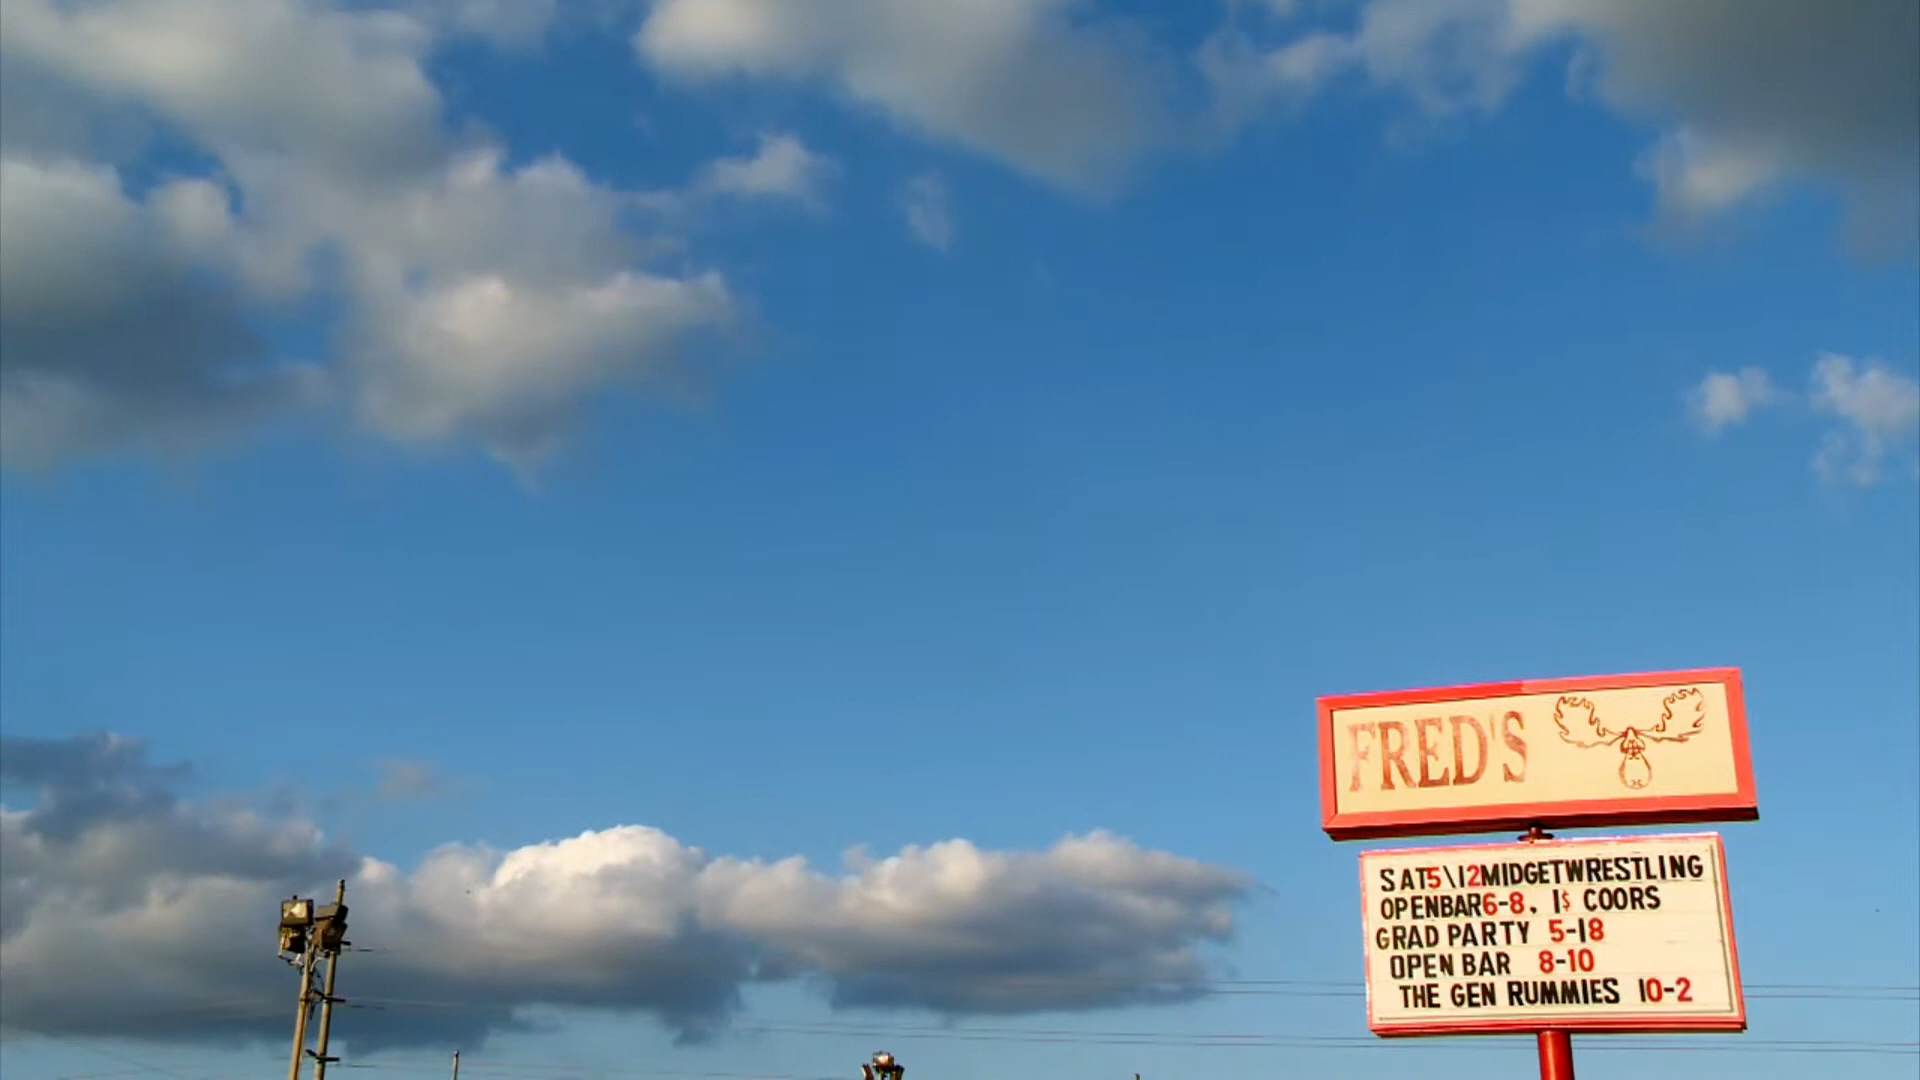 FRED'S
SAT5\12MIDGETWRESTLING
OPENBAR6-8. 1$ COORS
GRAD PARTY 5-18
OPEN BAR 8-10
THE GEN RUMMIES 10-2